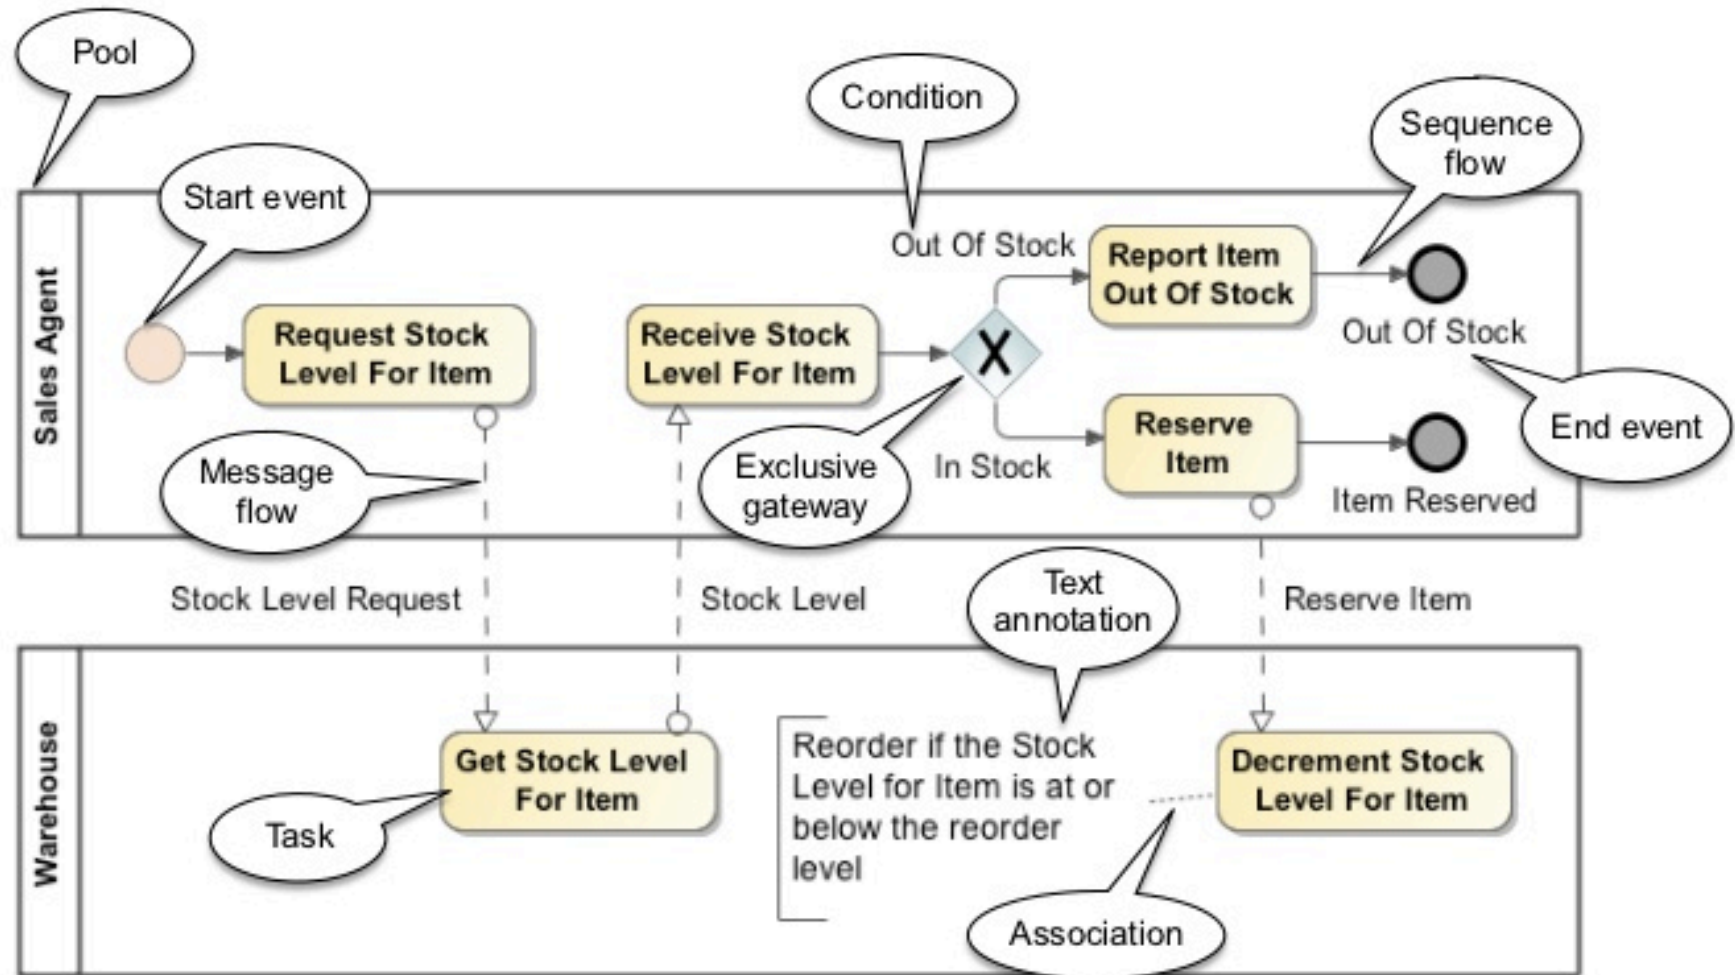 Pool
Condition
Sequence
flow
Start event
Sales Agent
Out Of Stock
Report Item
Out Of Stock
Out Of Stock
Request Stock
Level For Item
Receive Stock
Level For Item
X
End event
Reserve
Item
In Stock
Item Reserved
Message
flow
Exclusive
gateway
Stock Level Request
Stock Level
Text
annotation
Reserve Item
Warehouse
Get Stock Level
For Item
Reorder if the Stock
Level for Item is at or
below the reorder
level
Decrement Stock
Level For Item
Task
Association